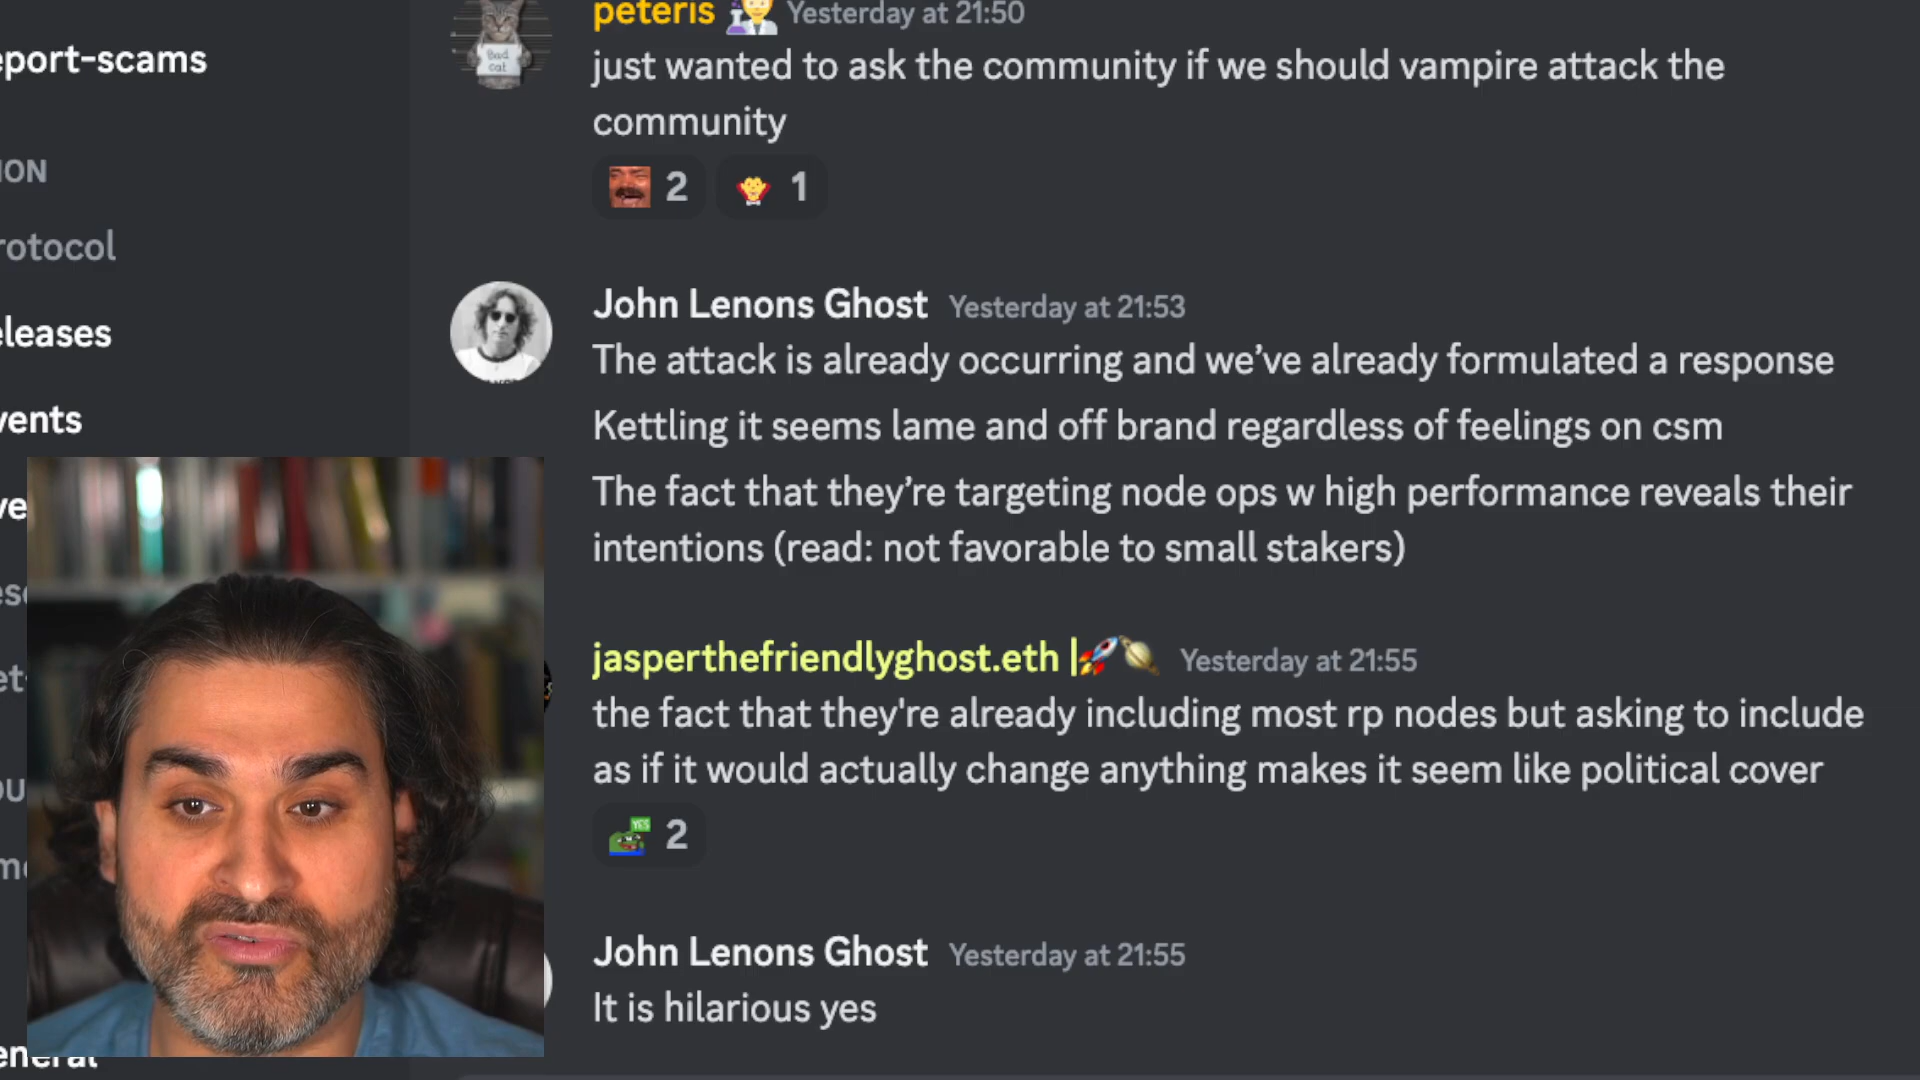 peteris Yesterday at 21:50
just wanted to ask the community if we should vampire attack the
community
2 1
John Lenons Ghost Yesterday at 21:53
The attack is already occurring and we’ve already formulated a response
Kettling it seems lame and off brand regardless of feelings on csm
The fact that they’re targeting node ops w high performance reveals their
intentions (read: not favorable to small stakers)
jasperthefriendlyghost.eth | Yesterday at 21:55
the fact that they're already including most rp nodes but asking to include
as if it would actually change anything makes it seem like political cover
YES 2
John Lenons Ghost Yesterday at 21:55
It is hilarious yes
eport-scams
ION
rotocol
eleases
vents
Bad
cat